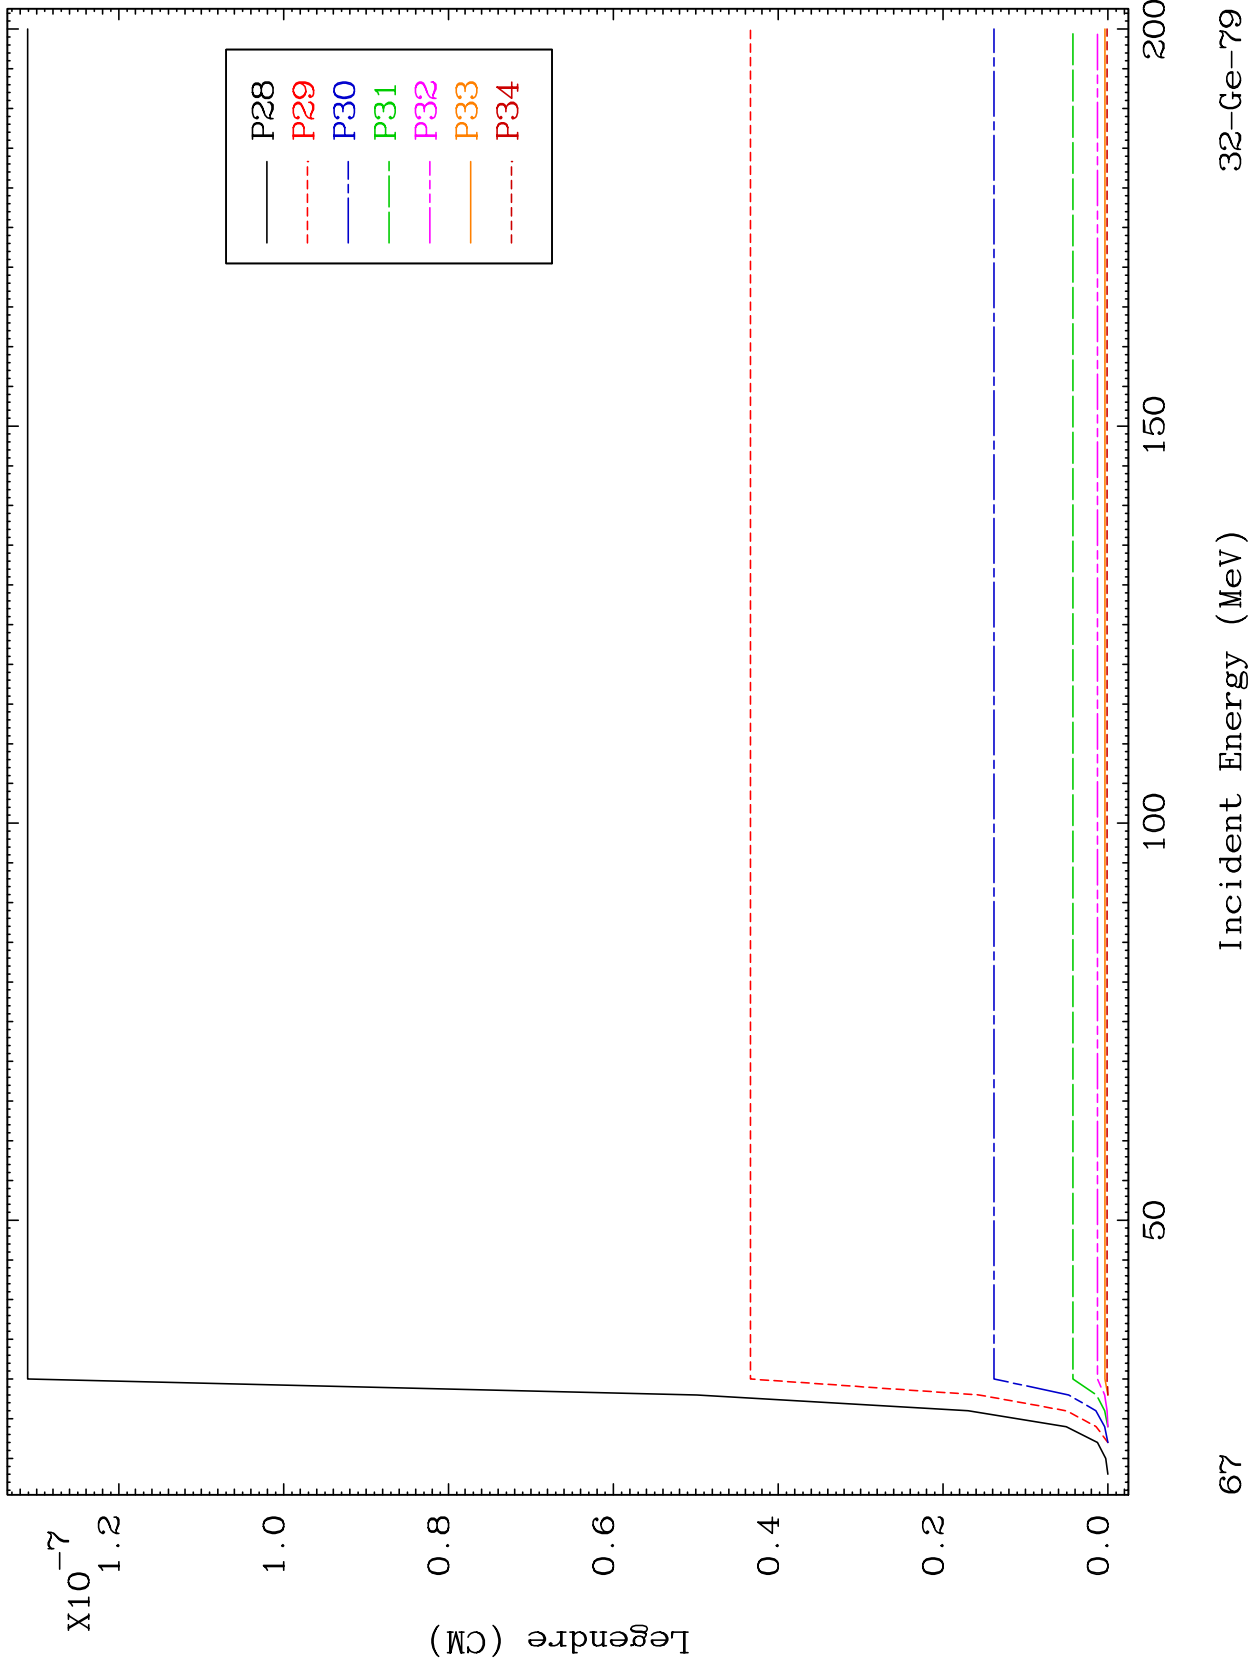 X10⁻⁷
1.2
1.0
0.8
0.6
0.4
0.2
0.0
Legendre (CM)
P28
P29
P30
P31
P32
P33
P34
50
100
150
200
Incident Energy (MeV)
67
32-Ge-79